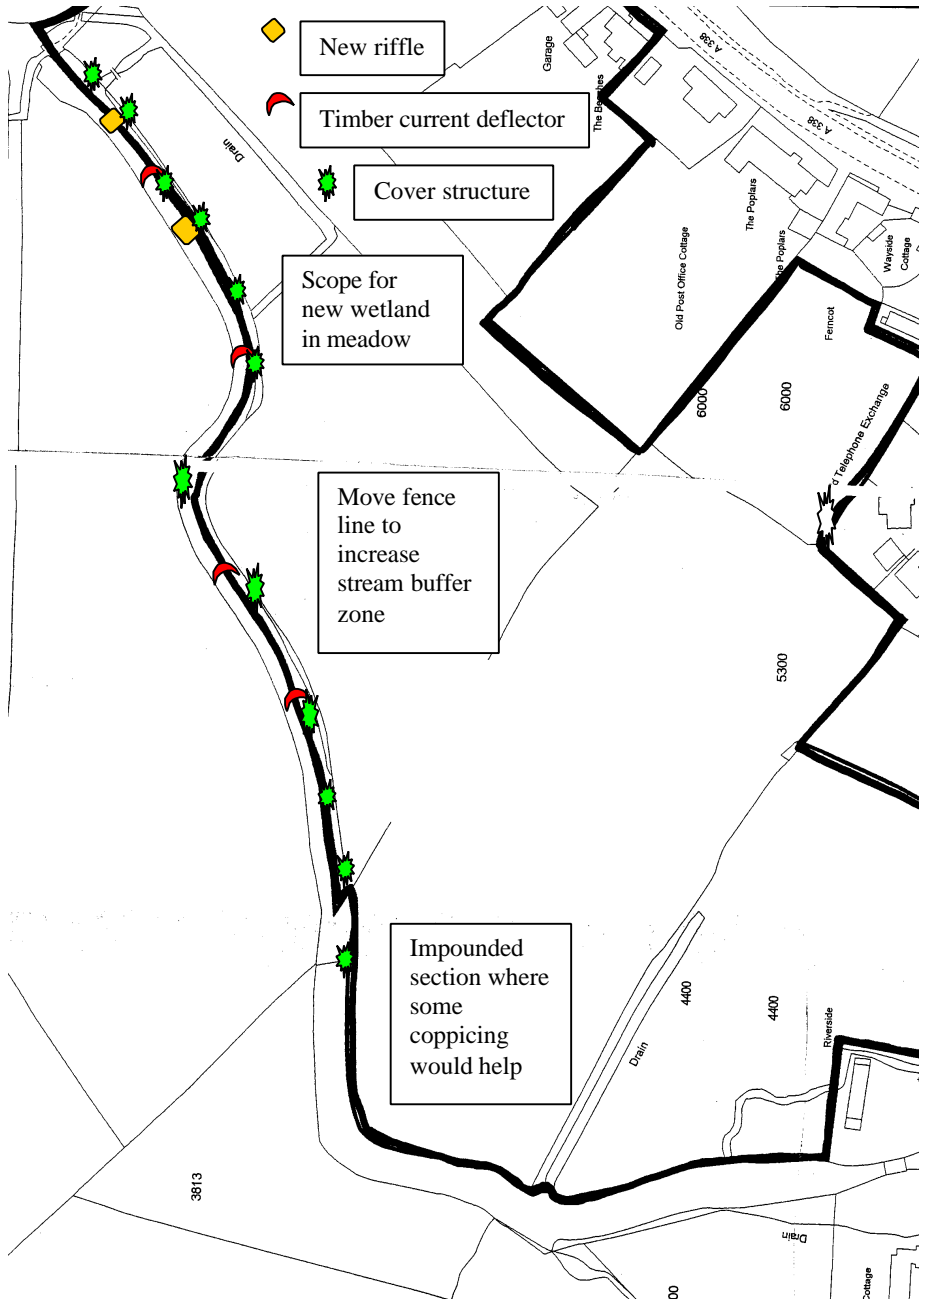 New riffle
Timber current deflector
Cover structure
Scope for
new wetland
in meadow
Move fence
line to
increase
stream buffer
zone
Impounded
section where
some
coppicing
would help
Drain
Garage
The Beeches
A 338
A 338
The Poplars
The Poplars
Old Post Office Cottage
Wayside
Cottage
Ferncot
6000
6000
d Telephone Exchange
5300
4400
4400
Drain
Riverside
3813
Drain
Cottage
00